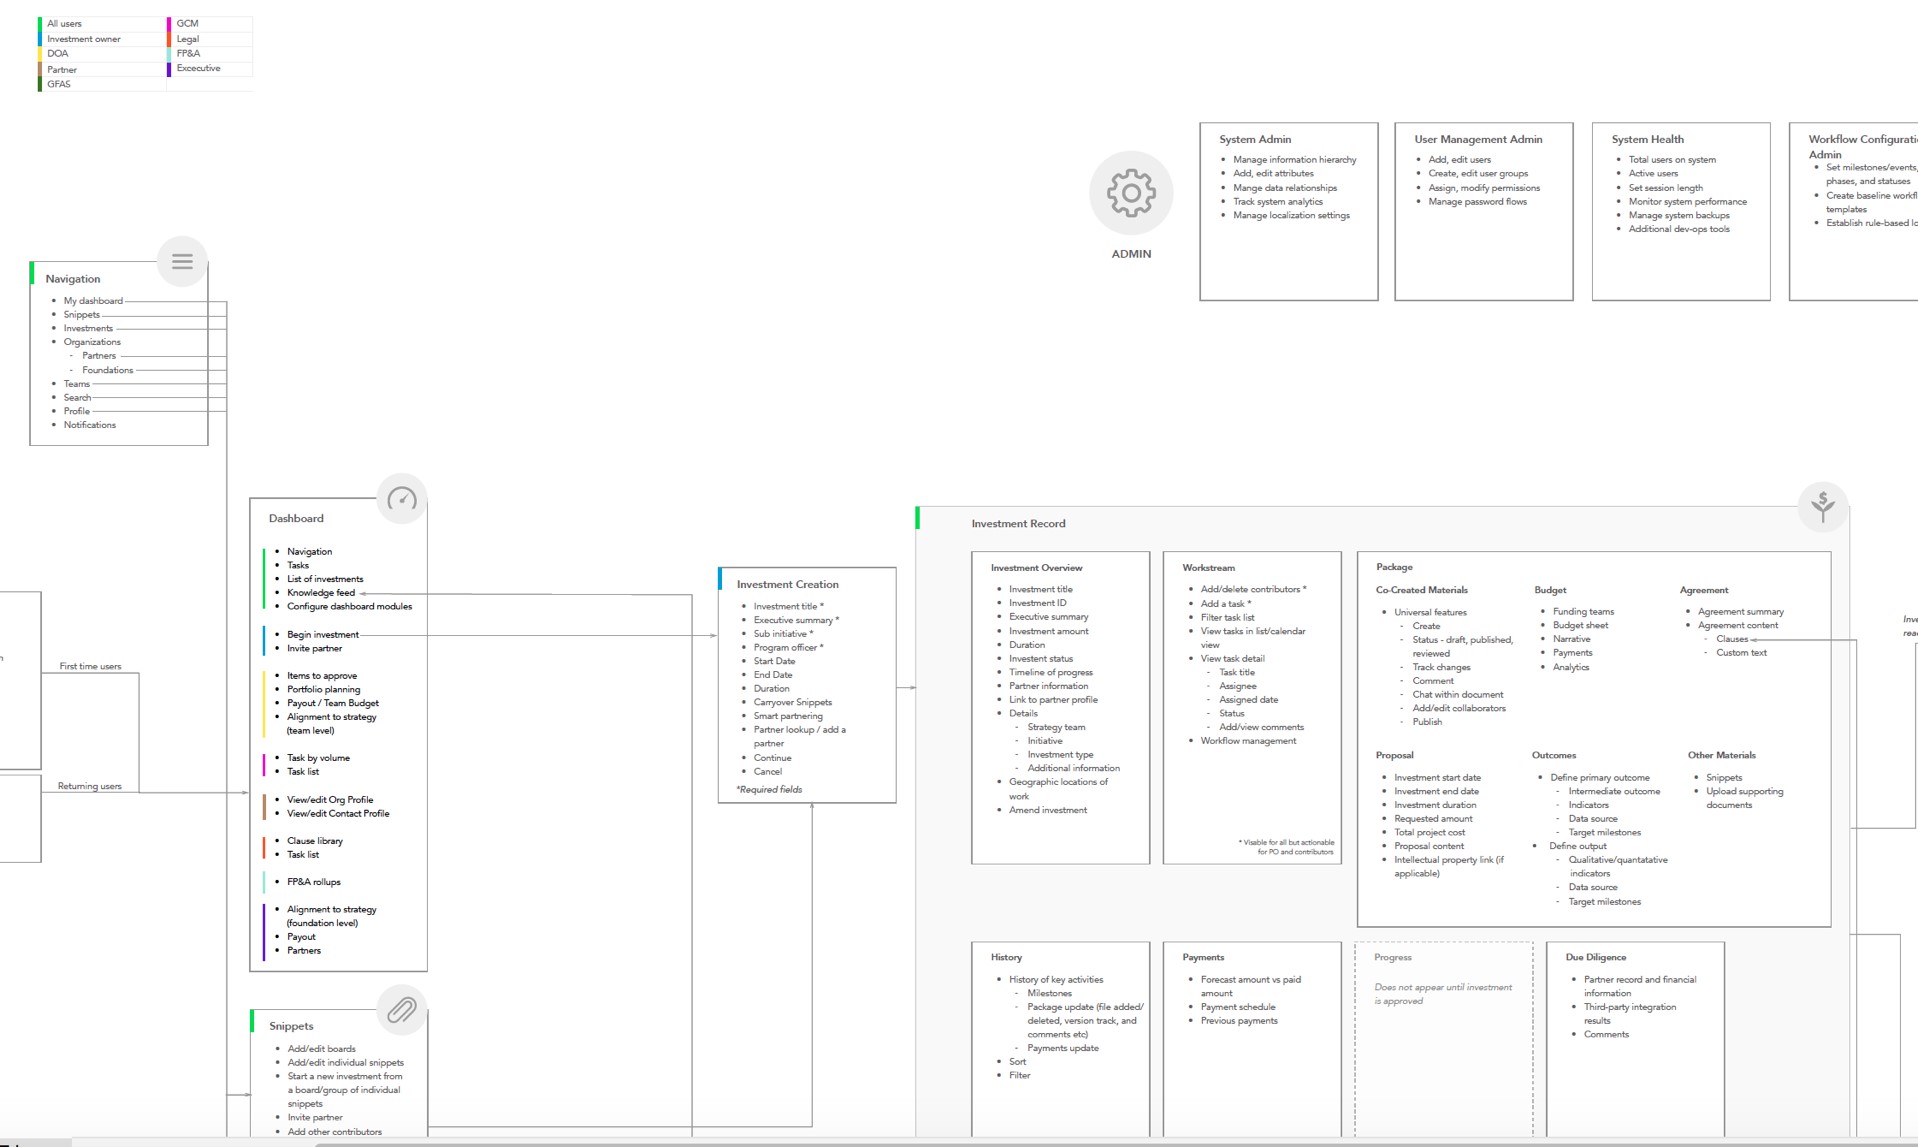 All users
Investment owner
DOA
Partner
GFAS
GCM
Legal
FP&A
Excecutive
System Admin
• Manage information hierarchy
• Add, edit attributes
• Mange data relationships
• Track system analytics
• Manage localization settings
User Management Admin
• Add, edit users
• Create, edit user groups
• Assign, modify permissions
• Manage password flows
System Health
• Total users on system
• Active users
• Set session length
• Monitor system performance
• Manage system backups
• Additional dev-ops tools
Workflow
Admin
• Set milestones/events,
phases, and statuses
• Create baseline
templates
• Establish rule-based
ADMIN
Navigation
• My dashboard
• Snippets
• Investments
• Organizations
- Partners
- Foundations
• Teams
• Search
• Profile
• Notifications
First time users
Returning users
Dashboard
• Navigation
• Tasks
• List of investments
• Knowledge feed
• Configure dashboard modules
• Begin investment
• Invite partner
• Items to approve
• Portfolio planning
• Payout / Team Budget
• Alignment to strategy
(team level)
• Task by volume
• Task list
• View/edit Org Profile
• View/edit Contact Profile
• Clause library
• Task list
• FP&A rollups
• Alignment to strategy
(foundation level)
• Payout
• Partners
Snippets
• Add/edit boards
• Add/edit individual snippets
• Start a new investment from
a board/group of individual
snippets
• Invite partner
• Add other contributors
Investment Creation
• Investment title *
• Executive summary *
• Sub initiative *
• Program officer *
• Start Date
• End Date
• Duration
• Carryover Snippets
• Smart partnering
• Partner lookup / add a
partner
• Continue
• Cancel
*Required fields
Investment Record
Investment Overview
• Investment title
• Investment ID
• Executive summary
• Investment amount
• Duration
• Investent status
• Timeline of progress
• Partner information
• Link to partner profile
• Details
- Strategy team
- Initiative
- Investment type
- Additional information
• Geographic locations of
work
• Amend investment
Workstream
• Add/delete contributors *
• Add a task *
• Filter task list
• View tasks in list/calendar
view
• View task detail
- Task title
- Assignee
- Assigned date
- Status
- Add/view comments
• Workflow management
* Visable for all but actionable
for PO and contributors
Package
Co-Created Materials
• Universal features
- Create
- Status - draft, published,
reviewed
- Track changes
- Comment
- Chat within document
- Add/edit collaborators
- Publish
Budget
• Funding teams
• Budget sheet
• Narrative
• Payments
• Analytics
Agreement
• Agreement summary
• Agreement content
- Clauses
- Custom text
Proposal
• Investment start date
• Investment end date
• Investment duration
• Requested amount
• Total project cost
• Proposal content
• Intellectual property link (if
applicable)
Outcomes
• Define primary outcome
- Intermediate outcome
- Indicators
- Data source
- Target milestones
• Define output
- Qualitative/quantatative
indicators
- Data source
- Target milestones
Other Materials
• Snippets
• Upload supporting
documents
History
• History of key activities
- Milestones
- Package update (file added/
deleted, version track, and
comments etc)
- Payments update
• Sort
• Filter
Payments
• Forecast amount vs paid
amount
• Payment schedule
• Previous payments
Progress
Does not appear until investment
is approved
Due Diligence
• Partner record and financial
information
• Third-party integration
results
• Comments